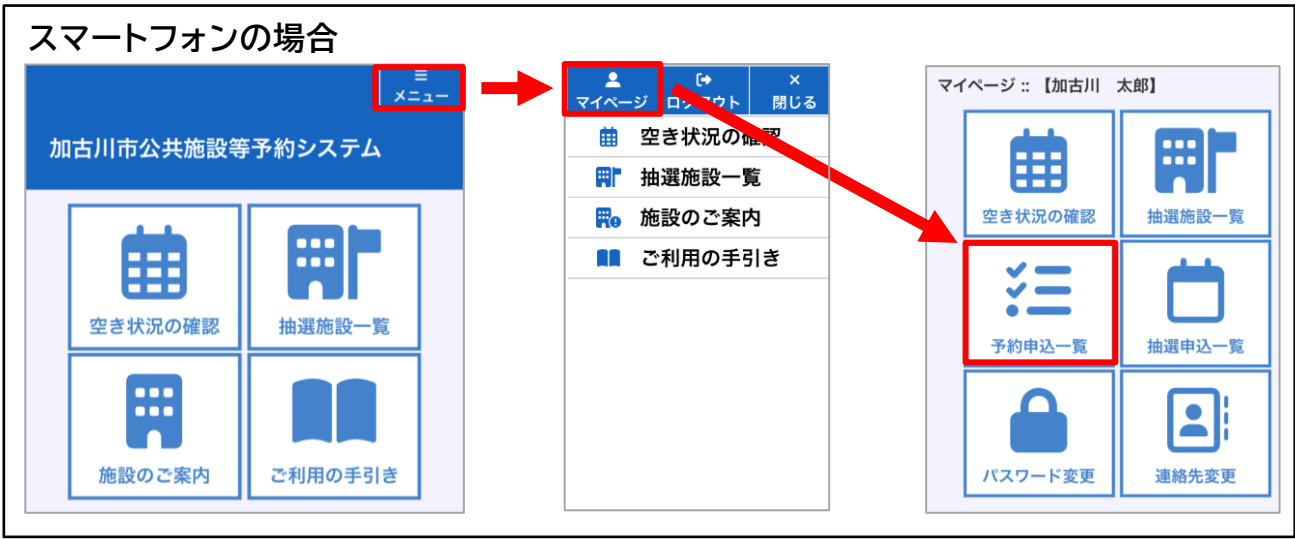 スマートフォンの場合
メニュー
加古川市公共施設等予約システム
空き状況の確認
抽選施設一覧
施設のご案内
ご利用の手引き
マイページ
ログアウト
閉じる
空き状況の確認
抽選施設一覧
施設のご案内
ご利用の手引き
マイページ :: 【加古川 太郎】
空き状況の確認
抽選施設一覧
予約申込一覧
抽選申込一覧
パスワード変更
連絡先変更